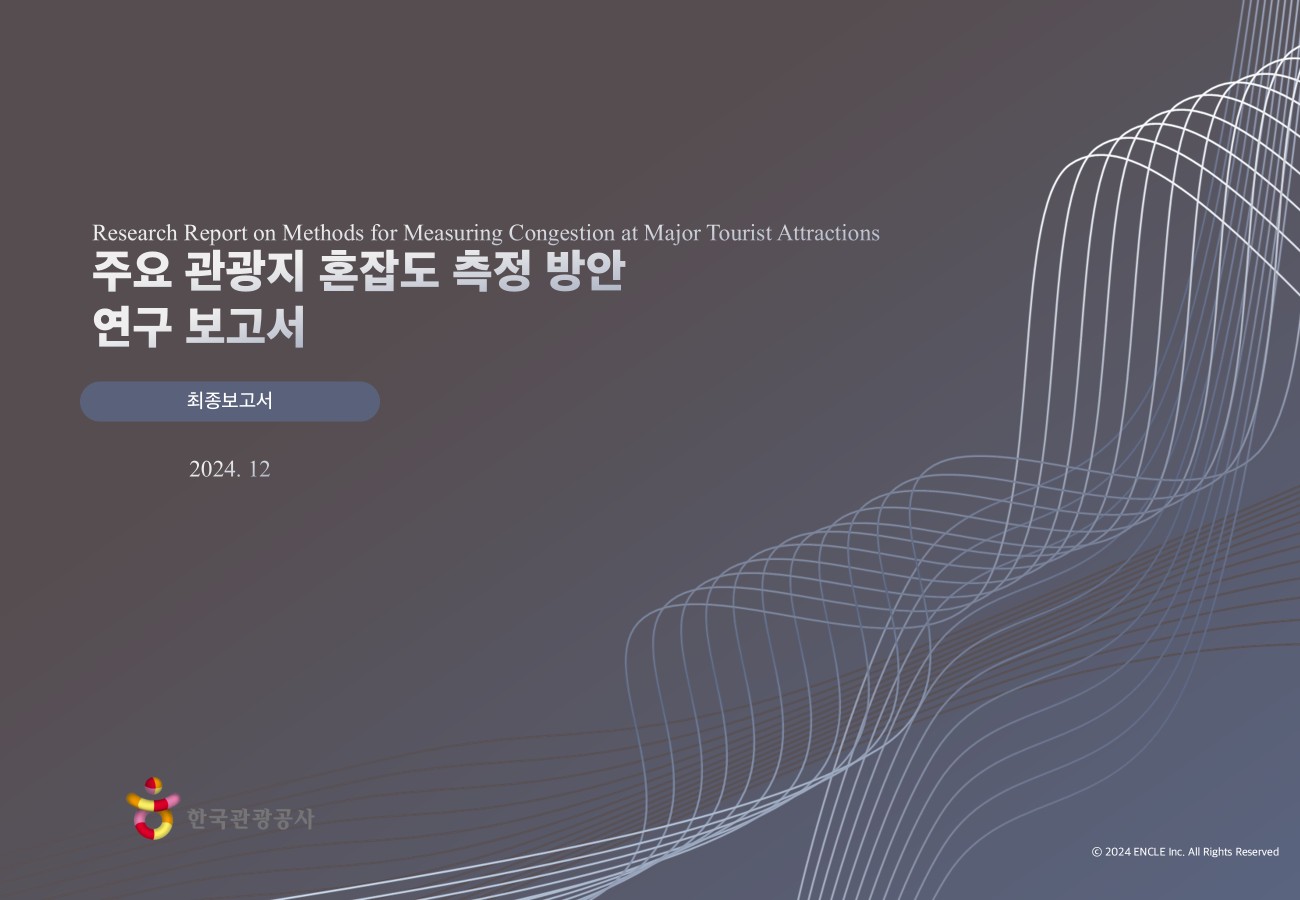 Research Report on Methods for Measuring Congestion at Major Tourist Attractions
주요 관광지 혼잡도 측정 방안
연구 보고서
최종보고서
2024. 12
한국관광공사
© 2024 ENCLE Inc. All Rights Reserved